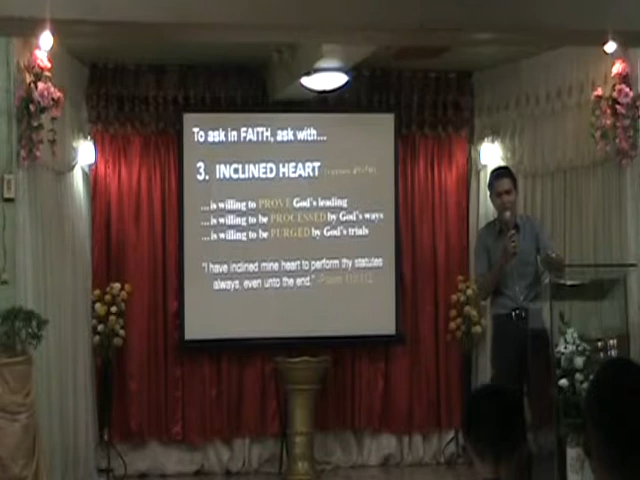 To ask in FAITH, ask with...
3. INCLINED HEART
...is willing to PROVE God's leading
...is willing to be PROCESSED by God's ways
...is willing to be PURGED by God's trials
"I have inclined mine heart to perform thy statutes
always, even unto the end." -Psalm